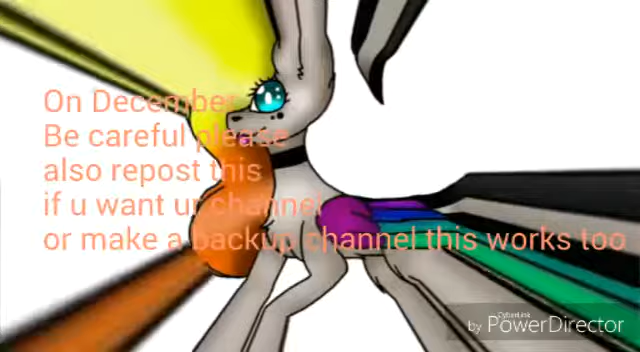 On December
Be careful please
also repost this
if u want ur channel
or make a backup channel this works too
CyberLink
by PowerDirector